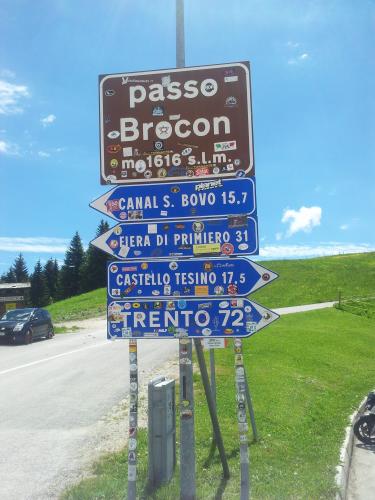 passo
Brocon
m. 1616 s.l.m.
CANAL S. BOVO 15.7
FIERA DI PRIMIERO 31
CASTELLO TESINO 17,5
TRENTO 72